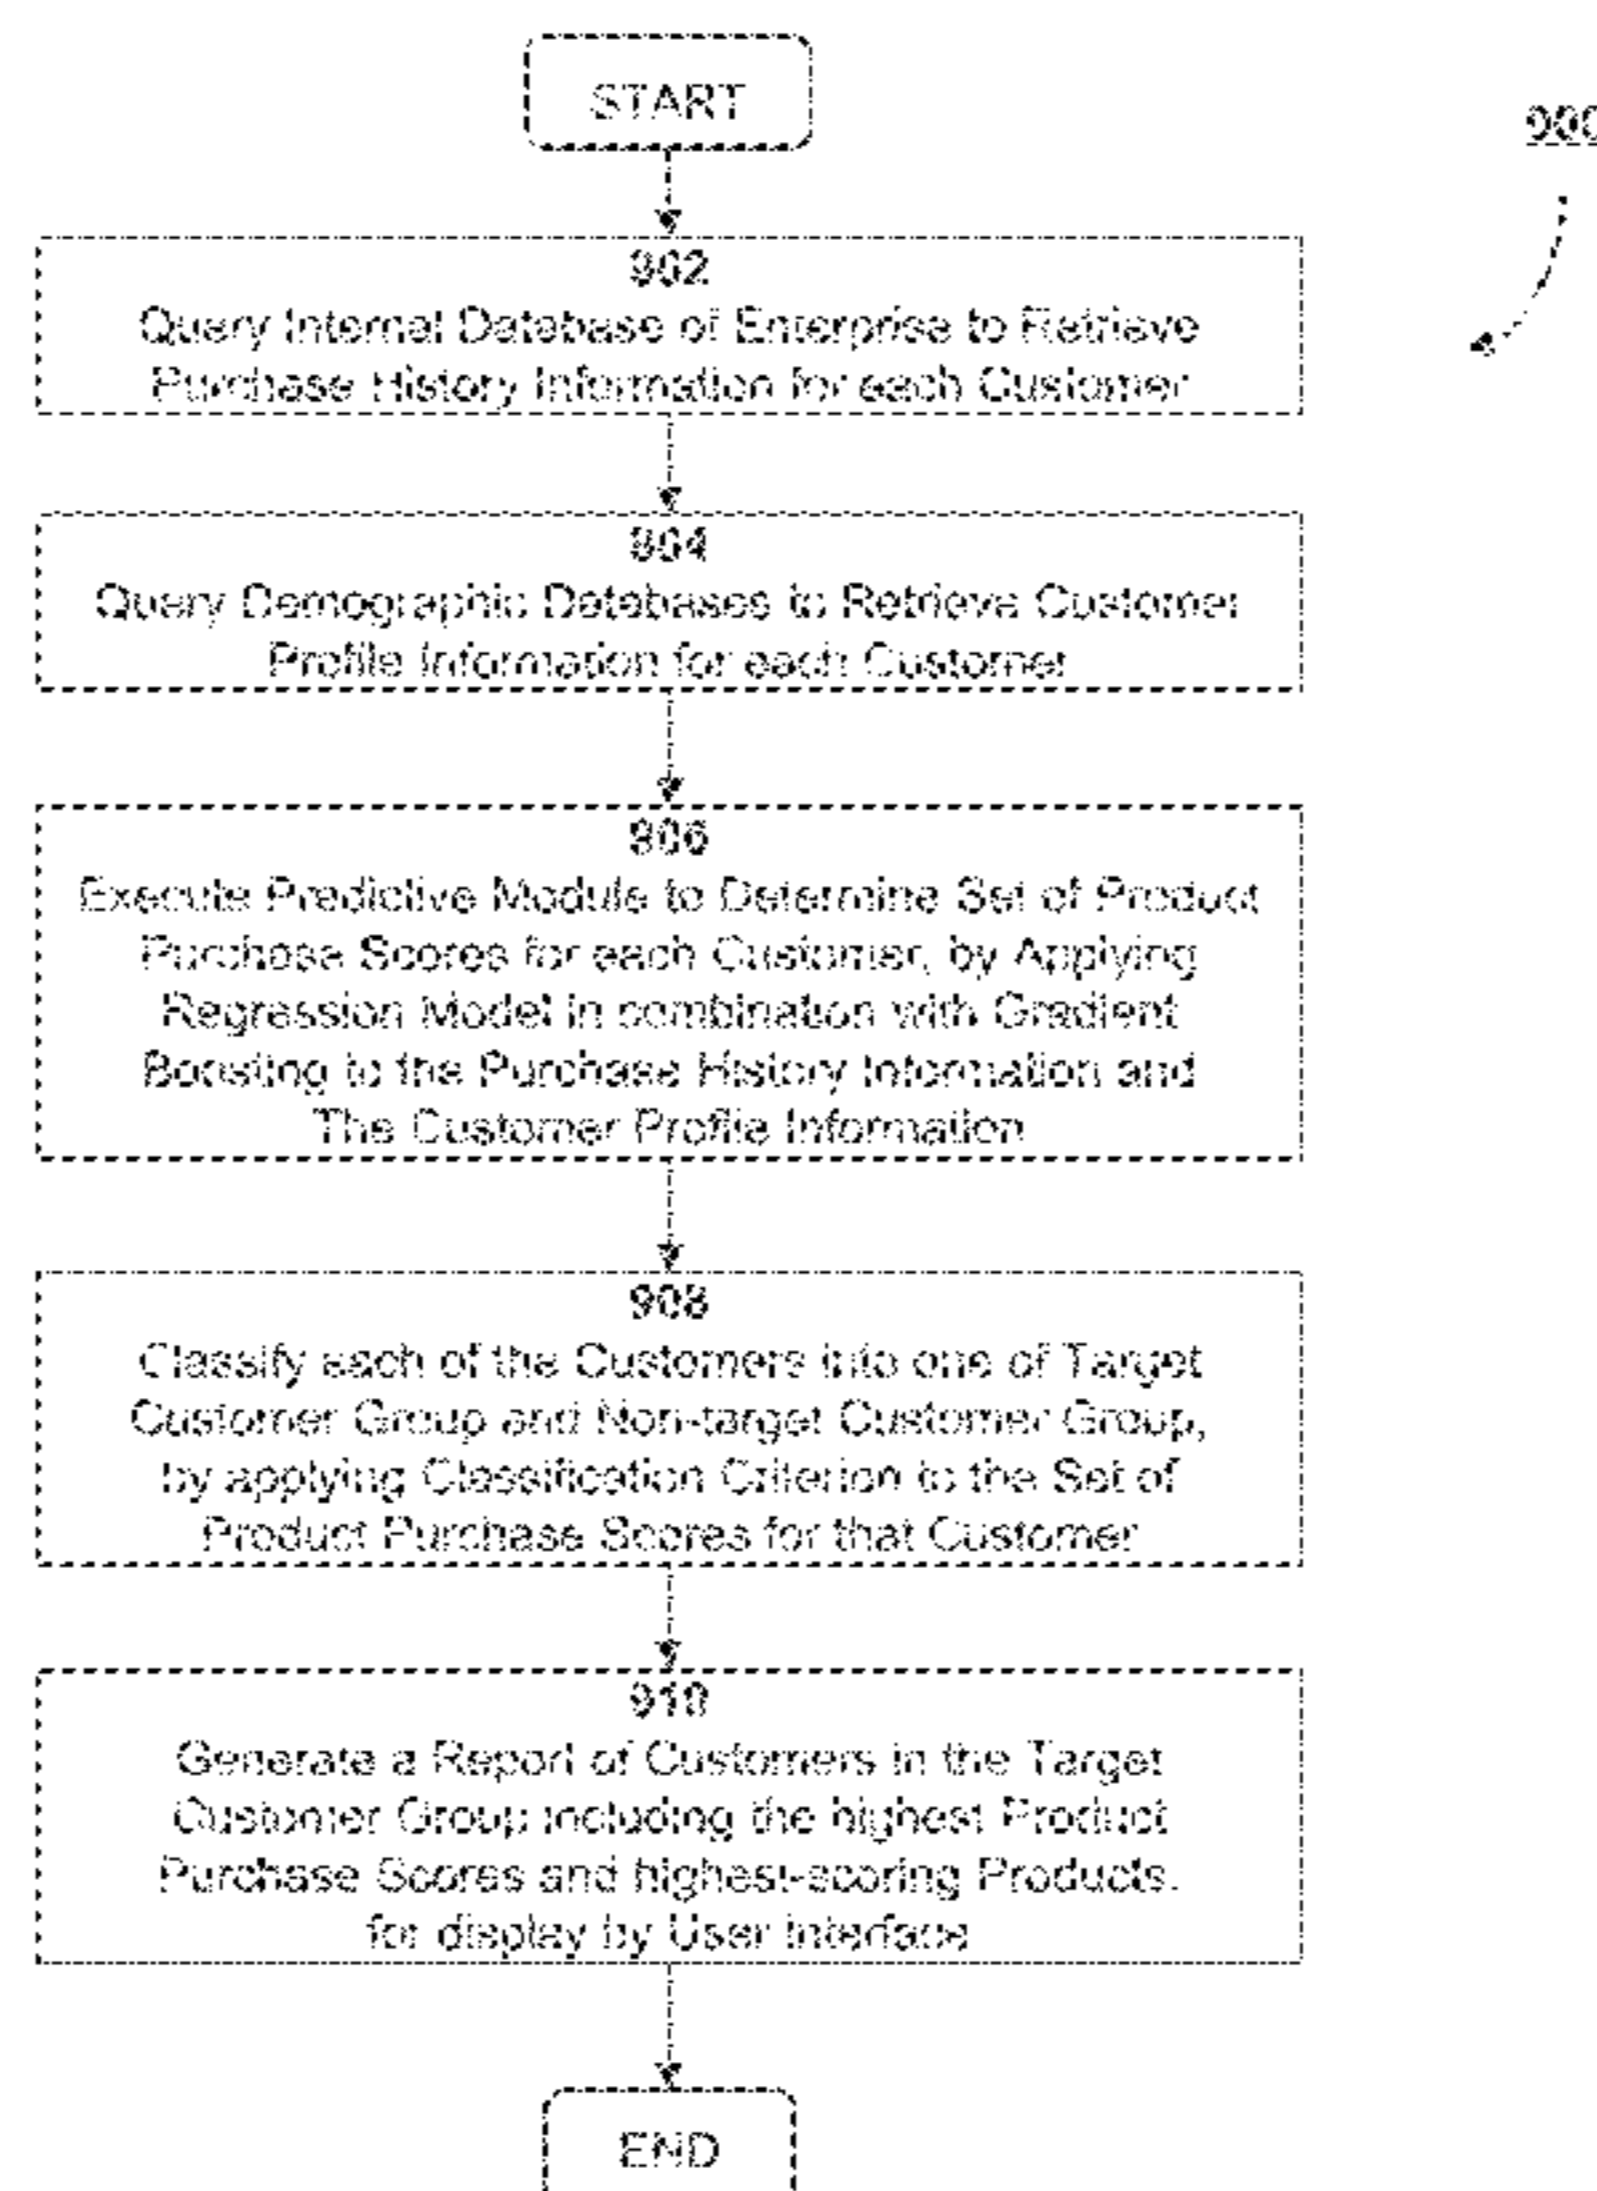 START
900
902
Query Internal Database of Enterprise to Retrieve
Purchase History Information for each Customer
904
Query Demographic Databases to Retrieve Customer
Profile Information for each Customer
906
Execute Predictive Module to Determine Set of Product
Purchase Scores for each Customer, by Applying
Regression Model in combination with Gradient
Boosting to the Purchase History Information and
The Customer Profile Information
908
Classify each of the Customers into one of Target
Customer Group and Non-target Customer Group,
by applying Classification Criterion to the Set of
Product Purchase Scores for that Customer
910
Generate a Report of Customers in the Target
Customer Group including the highest Product
Purchase Scores and highest-scoring Products,
for display by User Interface
END